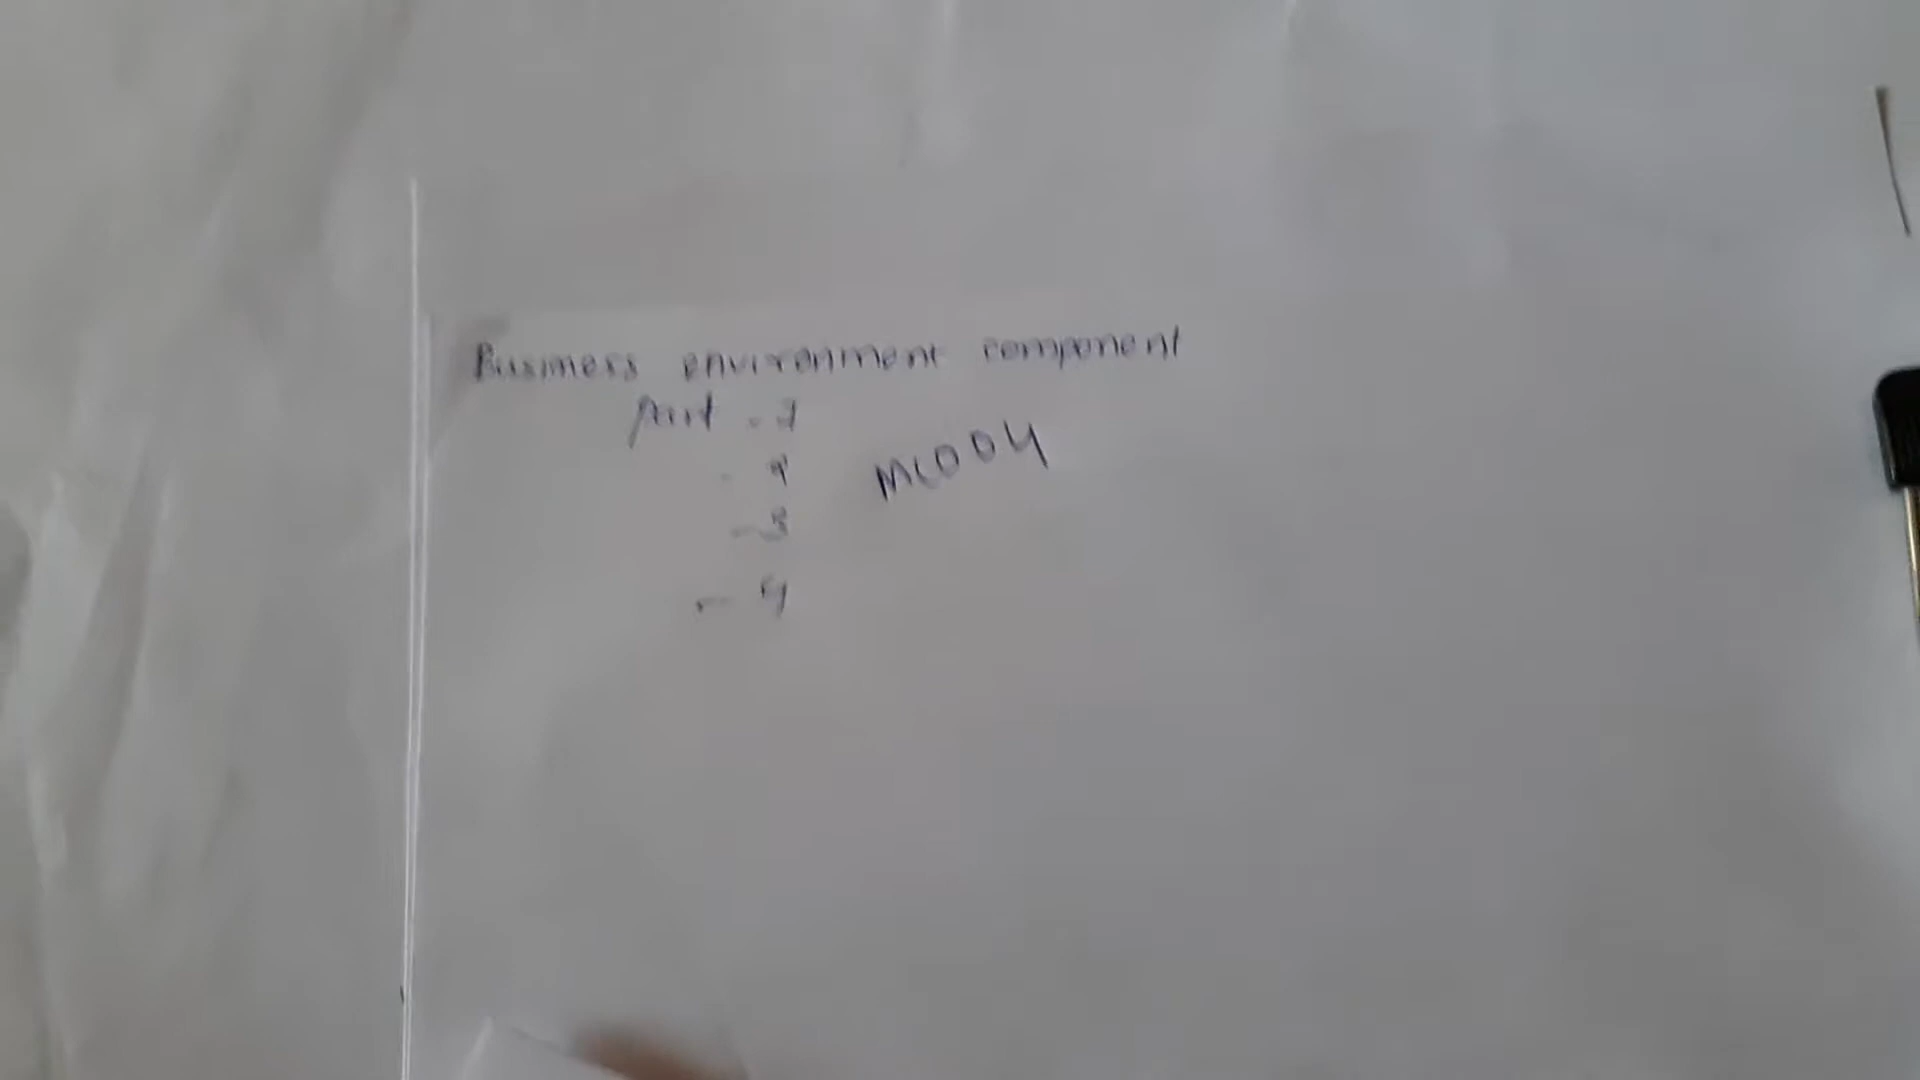 Business environment component
Part - 1
- 2
MCO04
- 3
- 4